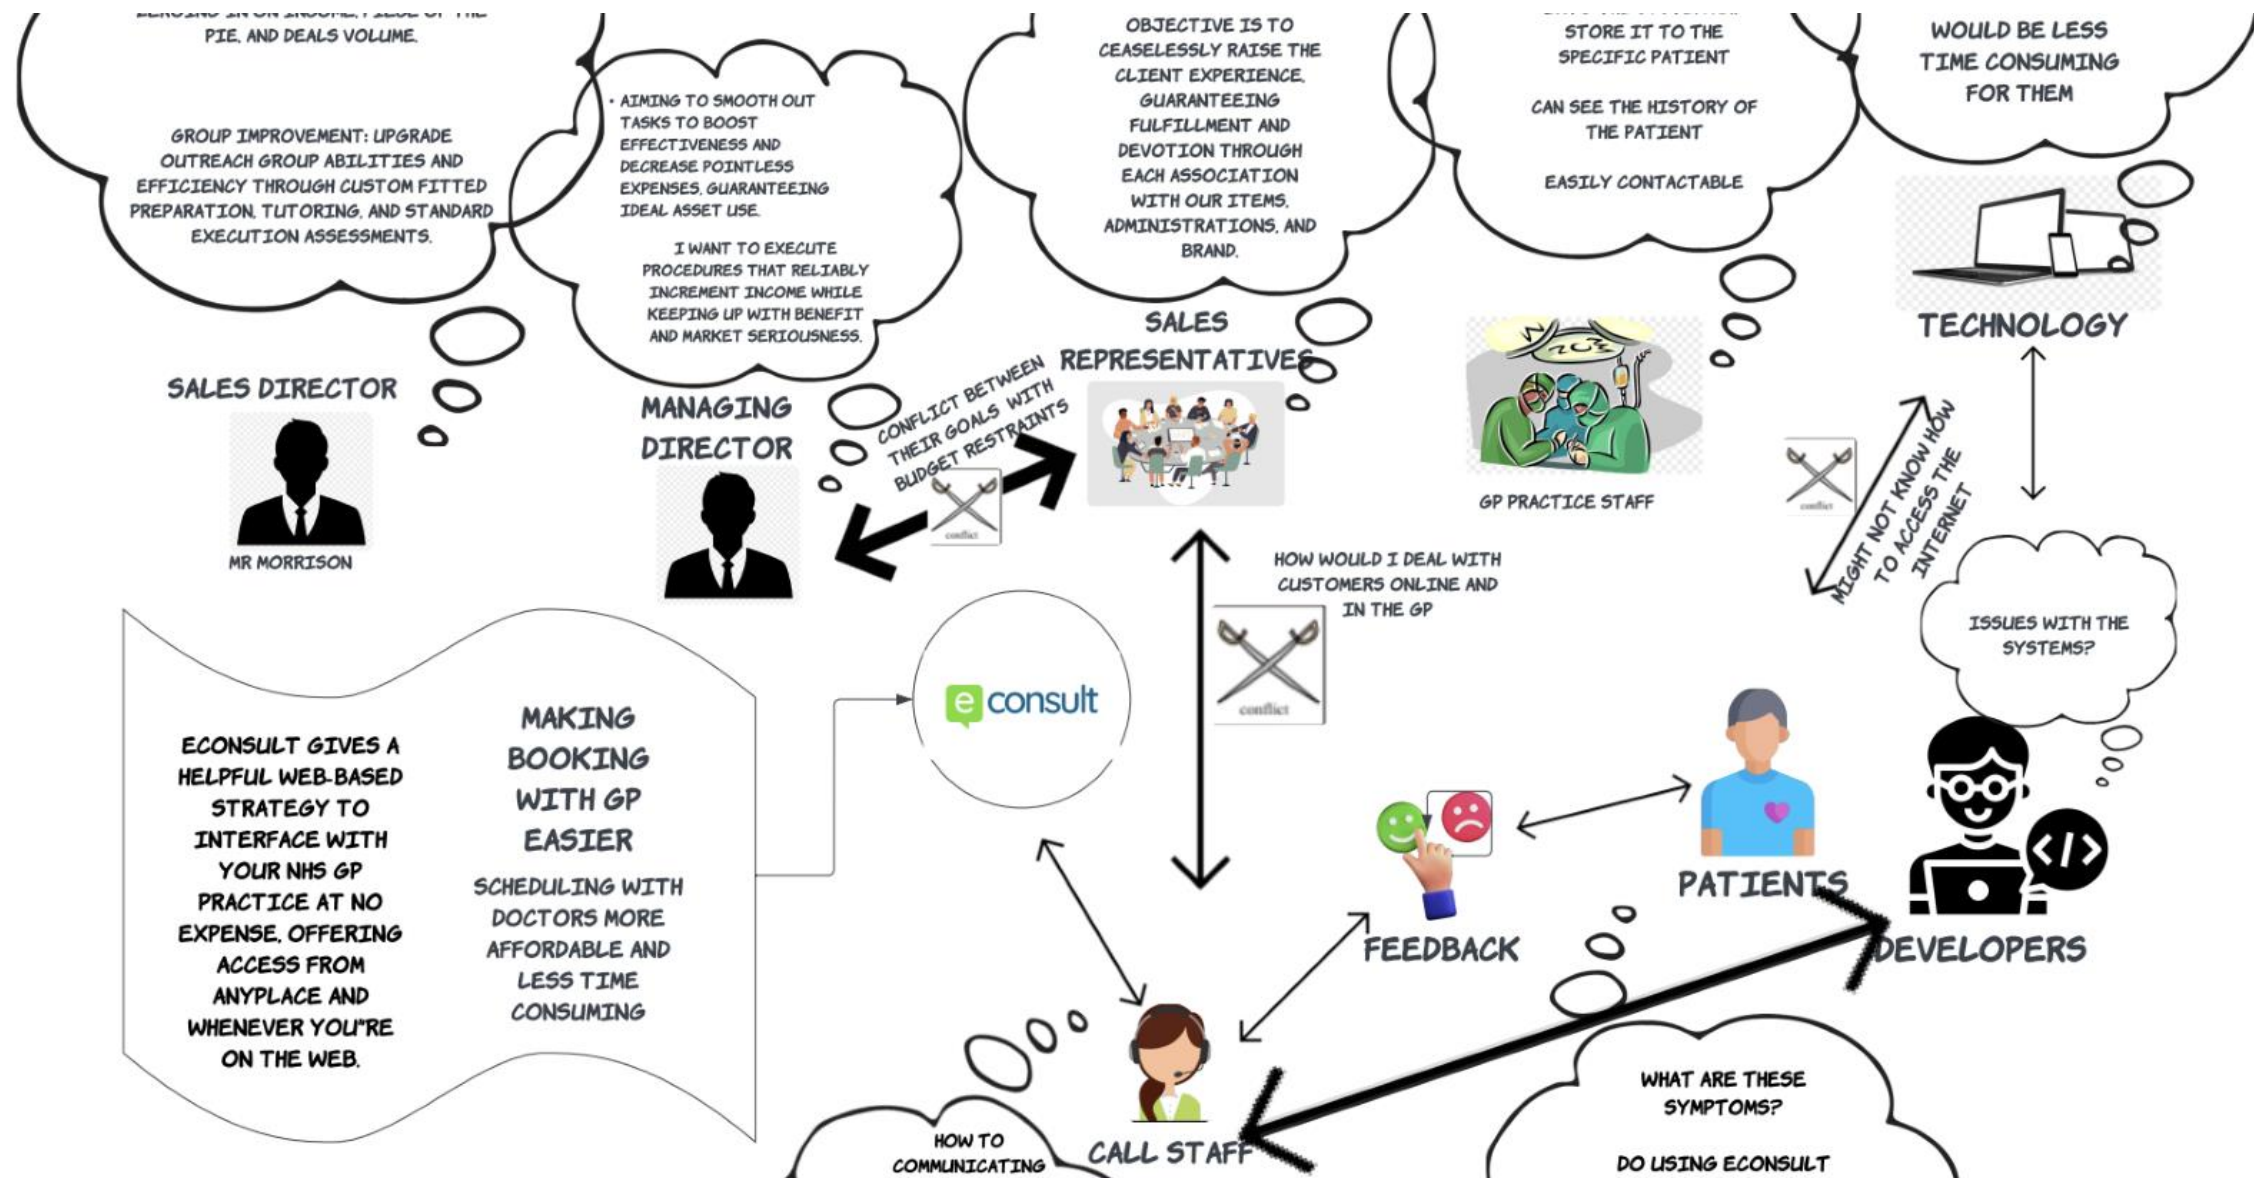 PIE, AND DEALS VOLUME.
GROUP IMPROVEMENT: UPGRADE
OUTREACH GROUP ABILITIES AND
EFFICIENCY THROUGH CUSTOM FITTED
PREPARATION, TUTORING, AND STANDARD
EXECUTION ASSESSMENTS.
• AIMING TO SMOOTH OUT
TASKS TO BOOST
EFFECTIVENESS AND
DECREASE POINTLESS
EXPENSES, GUARANTEEING
IDEAL ASSET USE.
I WANT TO EXECUTE
PROCEDURES THAT RELIABLY
INCREMENT INCOME WHILE
KEEPING UP WITH BENEFIT
AND MARKET SERIOUSNESS.
OBJECTIVE IS TO
CEASELESSLY RAISE THE
CLIENT EXPERIENCE,
GUARANTEEING
FULFILLMENT AND
DEVOTION THROUGH
EACH ASSOCIATION
WITH OUR ITEMS,
ADMINISTRATIONS, AND
BRAND.
STORE IT TO THE
SPECIFIC PATIENT
CAN SEE THE HISTORY OF
THE PATIENT
EASILY CONTACTABLE
WOULD BE LESS
TIME CONSUMING
FOR THEM
SALES DIRECTOR
MR MORRISON
MANAGING
DIRECTOR
CONFLICT BETWEEN
THEIR GOALS WITH
BUDGET RESTRAINTS
conflict
SALES
REPRESENTATIVES
GP PRACTICE STAFF
TECHNOLOGY
conflict
MIGHT NOT KNOW HOW
TO ACCESS THE
INTERNET
HOW WOULD I DEAL WITH
CUSTOMERS ONLINE AND
IN THE GP
conflict
ISSUES WITH THE
SYSTEMS?
ECONSULT GIVES A
HELPFUL WEB-BASED
STRATEGY TO
INTERFACE WITH
YOUR NHS GP
PRACTICE AT NO
EXPENSE, OFFERING
ACCESS FROM
ANYPLACE AND
WHENEVER YOU"RE
ON THE WEB.
MAKING
BOOKING
WITH GP
EASIER
SCHEDULING WITH
DOCTORS MORE
AFFORDABLE AND
LESS TIME
CONSUMING
e consult
FEEDBACK
PATIENTS
</>
DEVELOPERS
CALL STAFF
HOW TO
COMMUNICATING
WHAT ARE THESE
SYMPTOMS?
DO USING ECONSULT